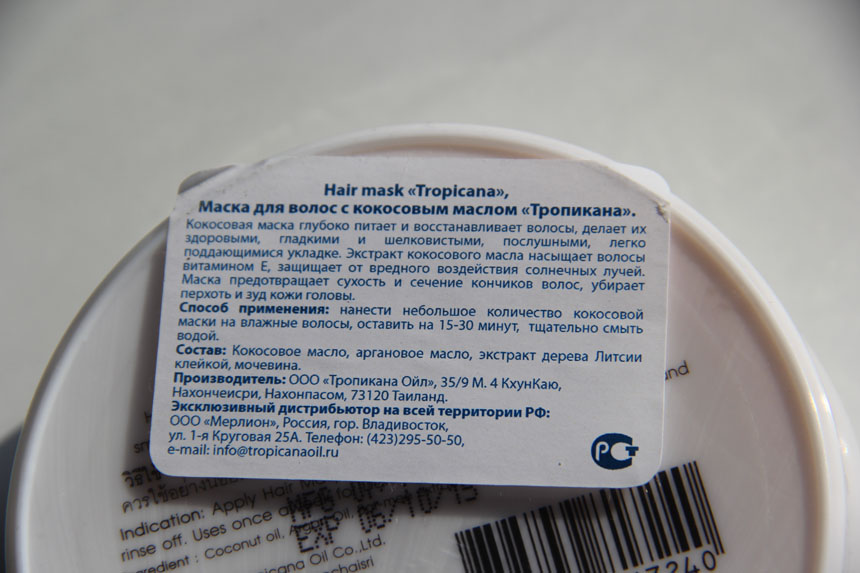 Hair mask «Tropicana»,
Маска для волос с кокосовым маслом «Тропикана».
Кокосовая маска глубоко питает и восстанавливает волосы, делает их
здоровыми, гладкими и шелковистыми, послушными, легко
поддающимися укладке. Экстракт кокосового масла насыщает волосы
витамином Е, защищает от вредного воздействия солнечных лучей.
Маска предотвращает сухость и сечение кончиков волос, убирает
перхоть и зуд кожи головы.
Способ применения: нанести небольшое количество кокосовой
маски на влажные волосы, оставить на 15-30 минут, тщательно смыть
водой.
Состав: Кокосовое масло, аргановое масло, экстракт дерева Литсии
клейкой, мочевина.
Производитель: ООО «Тропикана Ойл», 35/9 М. 4 КхунКаю,
Нахончеисри, Нахонпасом, 73120 Таиланд.
Эксклюзивный дистрибьютор на всей территории РФ:
ООО «Мерлион», Россия, гор. Владивосток,
ул. 1-я Круговая 25А. Телефон: (423)295-50-50,
e-mail: info@tropicanaoil.ru
РСТ
Indication: Apply Hair
rinse off. Uses once
EXP 08/10/15
: Coconut oil,
Oil Co.,Ltd.
7240